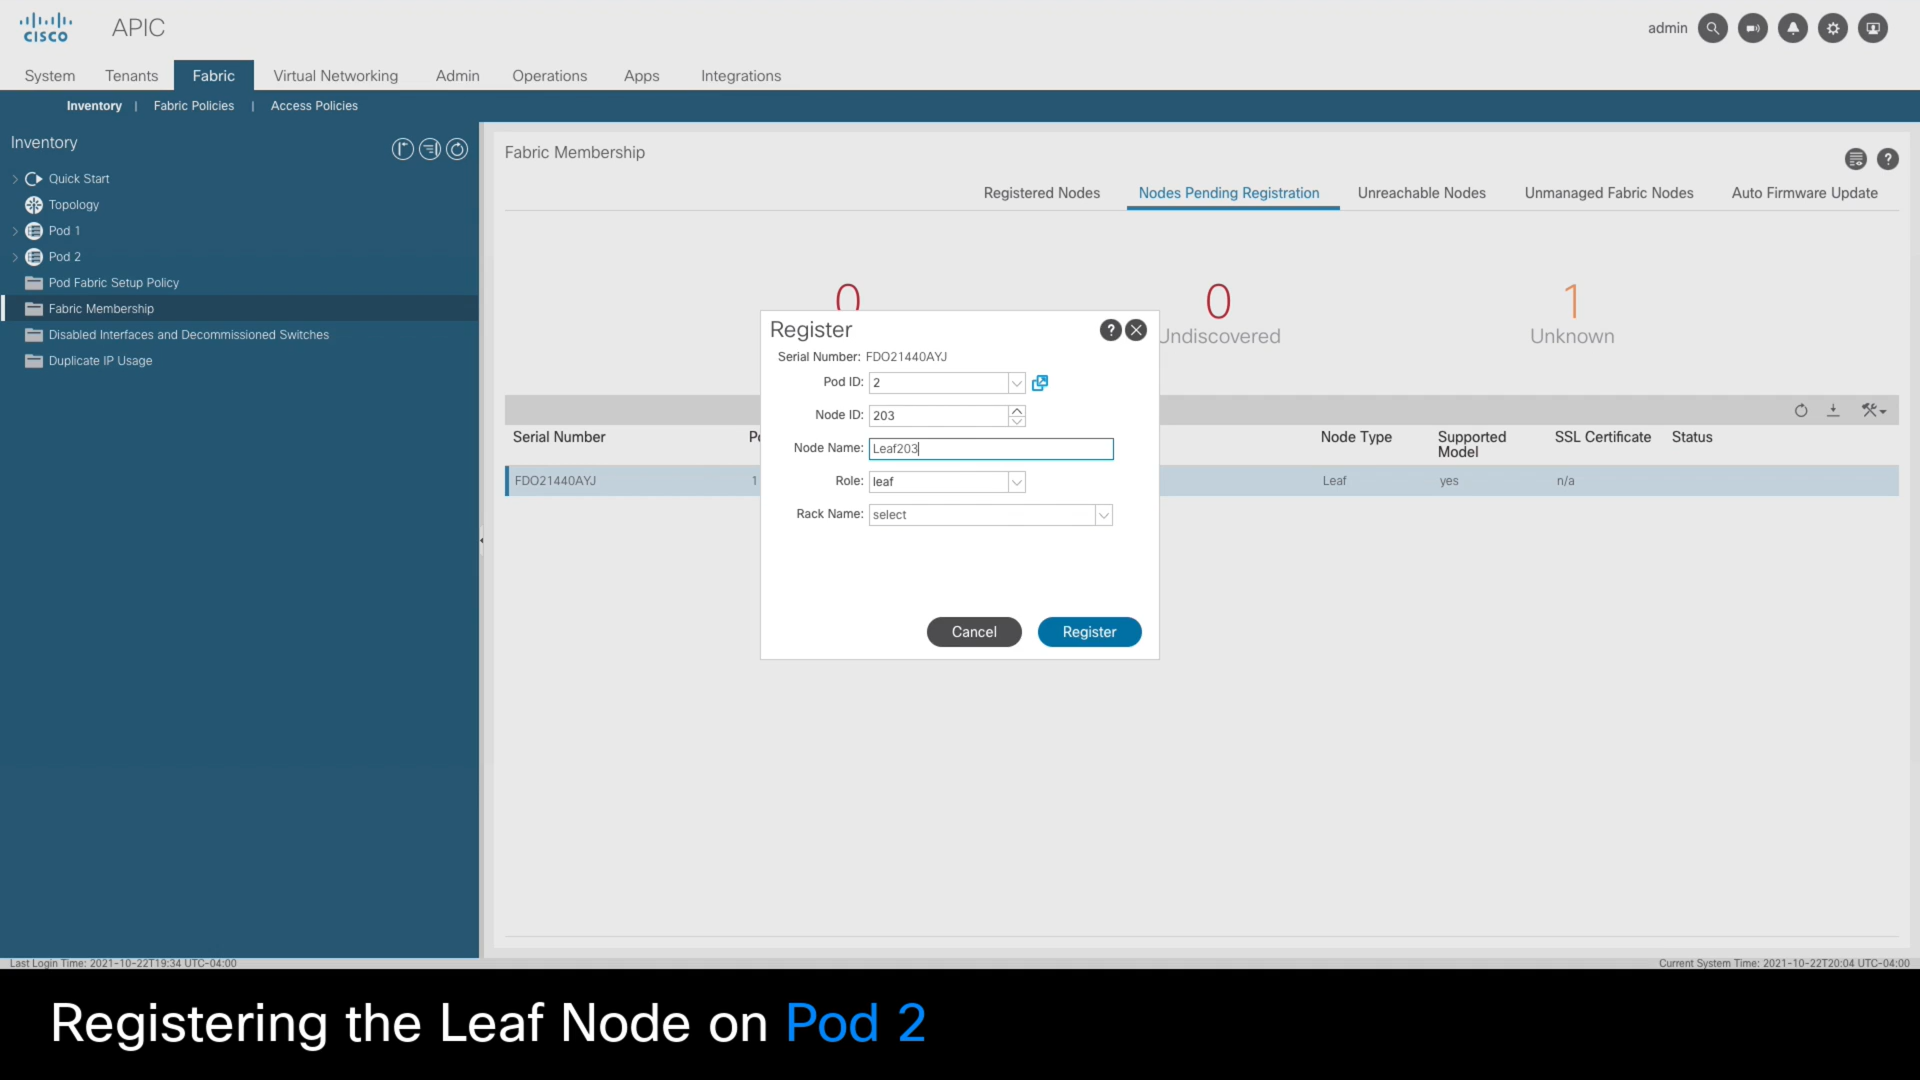 CISCO
APIC
admin
System Tenants Fabric Virtual Networking Admin Operations Apps Integrations
Inventory | Fabric Policies | Access Policies
Inventory
Quick Start
Topology
Pod 1
Pod 2
Pod Fabric Setup Policy
Fabric Membership
Disabled Interfaces and Decommissioned Switches
Duplicate IP Usage
Fabric Membership
Registered Nodes Nodes Pending Registration Unreachable Nodes Unmanaged Fabric Nodes Auto Firmware Update
0 0 1
Undiscovered Unknown
Serial Number Node Type Supported Model SSL Certificate Status
FDO21440AYJ 1 Leaf yes n/a
Register
Serial Number: FDO21440AYJ
Pod ID: 2
Node ID: 203
Node Name: Leaf203
Role: leaf
Rack Name: select
Cancel Register
Last Login Time: 2021-10-22T19:34 UTC-04:00
Current System Time: 2021-10-22T20:04 UTC-04:00
Registering the Leaf Node on Pod 2